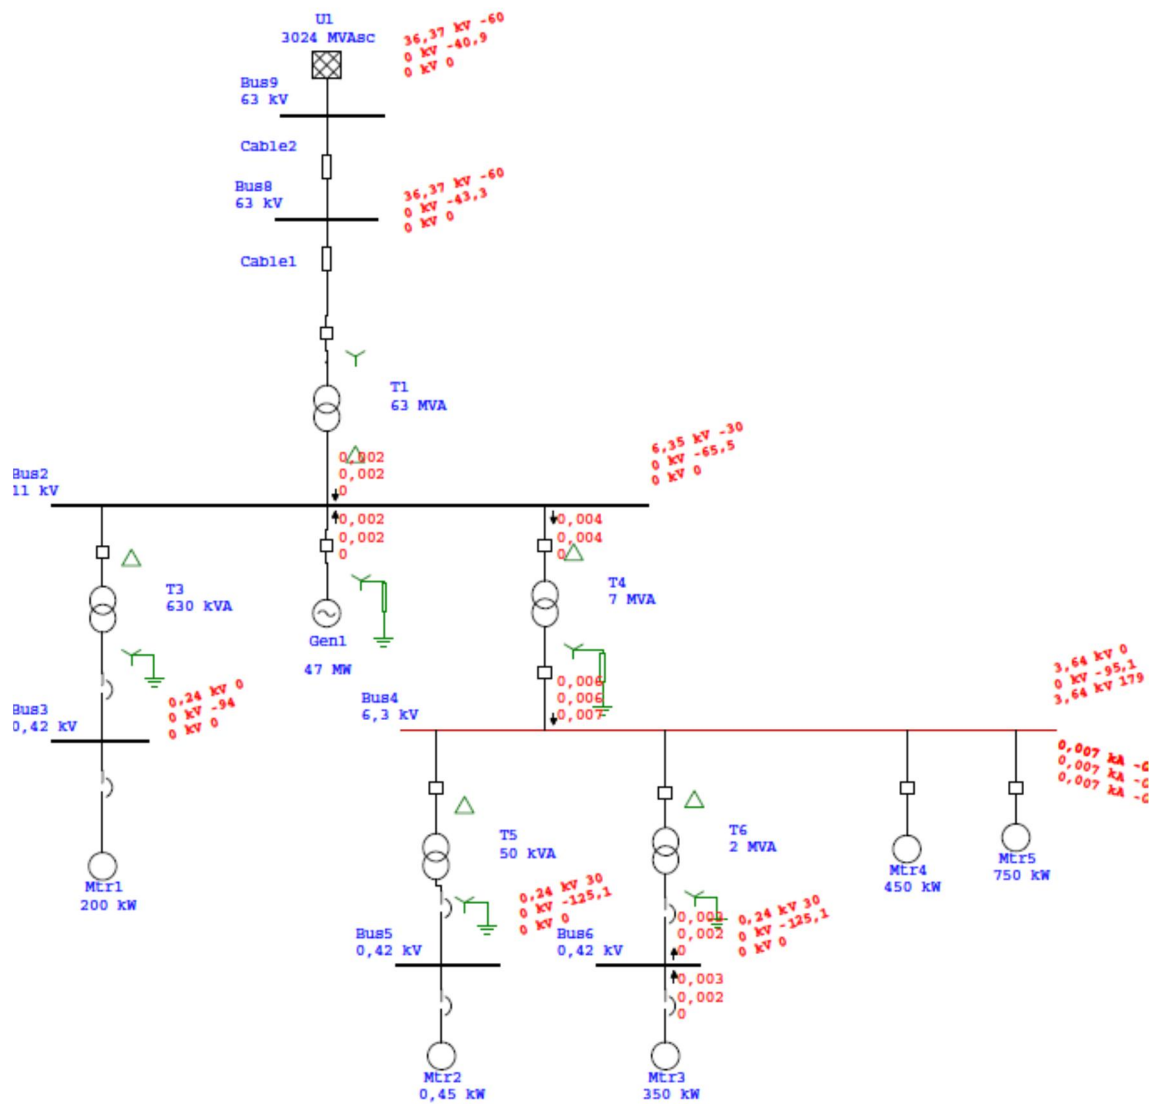 U1
3024 MVAsc
36,37 kV -60
0 kV -40,9
0 kV 0
Bus9
63 kV
Cable2
Bus8
63 kV
36,37 kV -60
0 kV -43,3
0 kV 0
Cable1
T1
63 MVA
6,35 kV -30
0 kV -65,5
0 kV 0
0,002
0,002
0
Bus2
11 kV
0,002
0,002
0
0,004
0,004
0
T3
630 kVA
Gen1
47 MW
T4
7 MVA
0,24 kV 0
0 kV -94
0 kV 0
Bus3
0,42 kV
0,006
0,006
0,007
Bus4
6,3 kV
3,64 kV 0
0 kV -95,1
3,64 kV 179
0,007 kA -0
0,007 kA -0
0,007 kA -0
Mtr1
200 kW
T5
50 kVA
T6
2 MVA
Mtr4
450 kW
Mtr5
750 kW
0,24 kV 30
0 kV -125,1
0 kV 0
0,002
0
0,24 kV 30
0 kV -125,1
0 kV 0
Bus5
0,42 kV
Bus6
0,42 kV
0,003
0,002
0
Mtr2
0,45 kW
Mtr3
350 kW